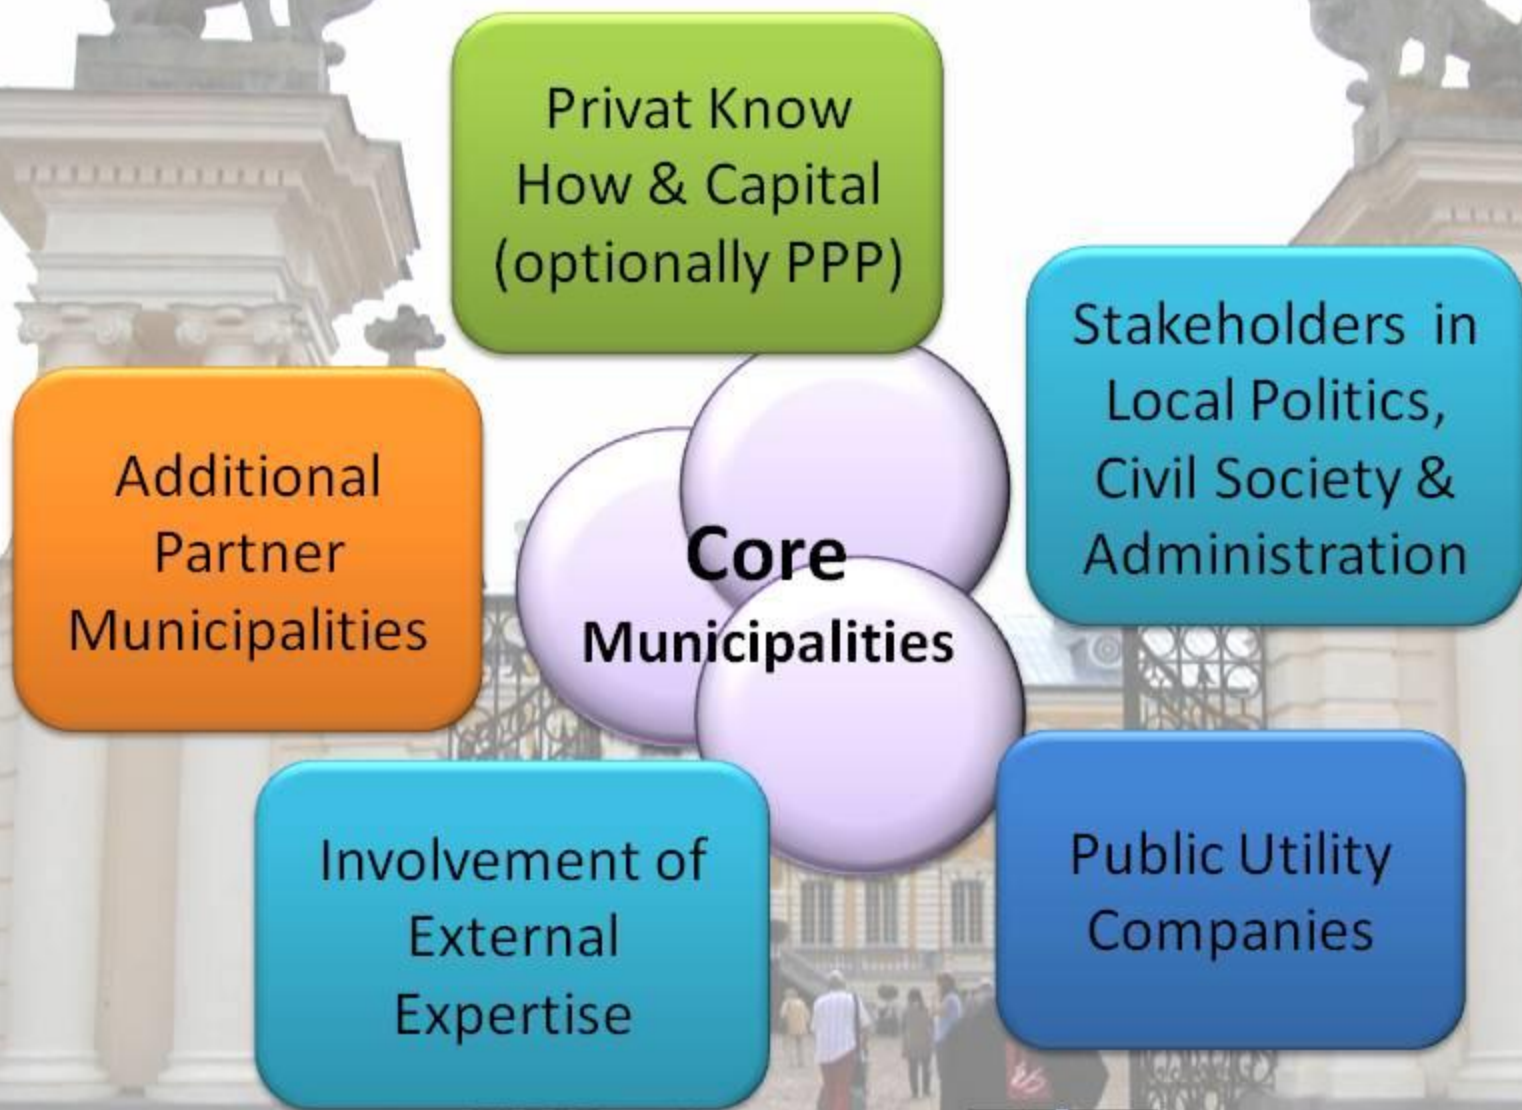 Privat Know
How & Capital
(optionally PPP)
Stakeholders in
Local Politics,
Civil Society &
Administration
Additional
Partner
Municipalities
Core
Municipalities
Involvement of
External
Expertise
Public Utility
Companies